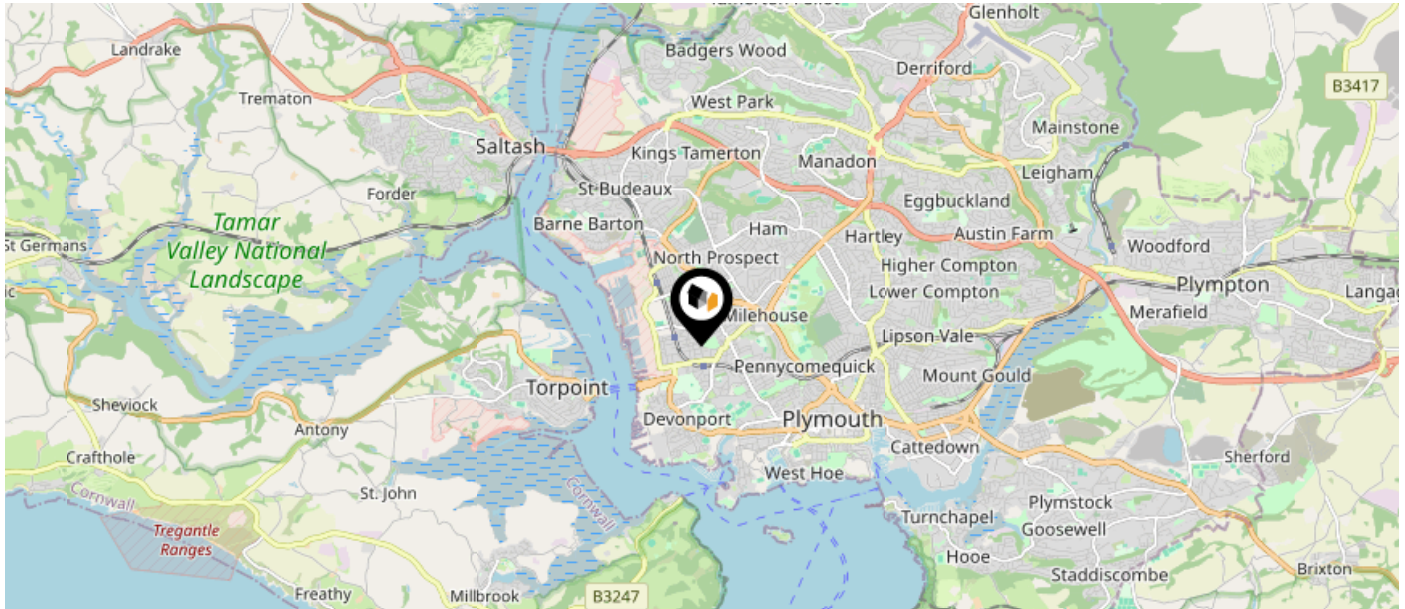 Glenholt
Landrake
Badgers Wood
Derriford
B3417
Trematon
West Park
Mainstone
Saltash
Kings Tamerton
Manadon
Leigham
Forder
St Budeaux
Eggbuckland
Tamar
Valley National
Landscape
Barne Barton
Ham
Hartley
Austin Farm
St Germans
Woodford
North Prospect
Higher Compton
Plympton
Lower Compton
Milehouse
Merafield
Lipson Vale
Pennycomequick
Mount Gould
Torpoint
Sheviock
Devonport
Plymouth
Antony
Cattedown
Crafthole
Sherford
West Hoe
Cornwall
St. John
Cornwall
Plymstock
Turnchapel
Goosewell
Tregantle
Ranges
Hooe
Staddiscombe
Brixton
Freathy
Millbrook
B3247